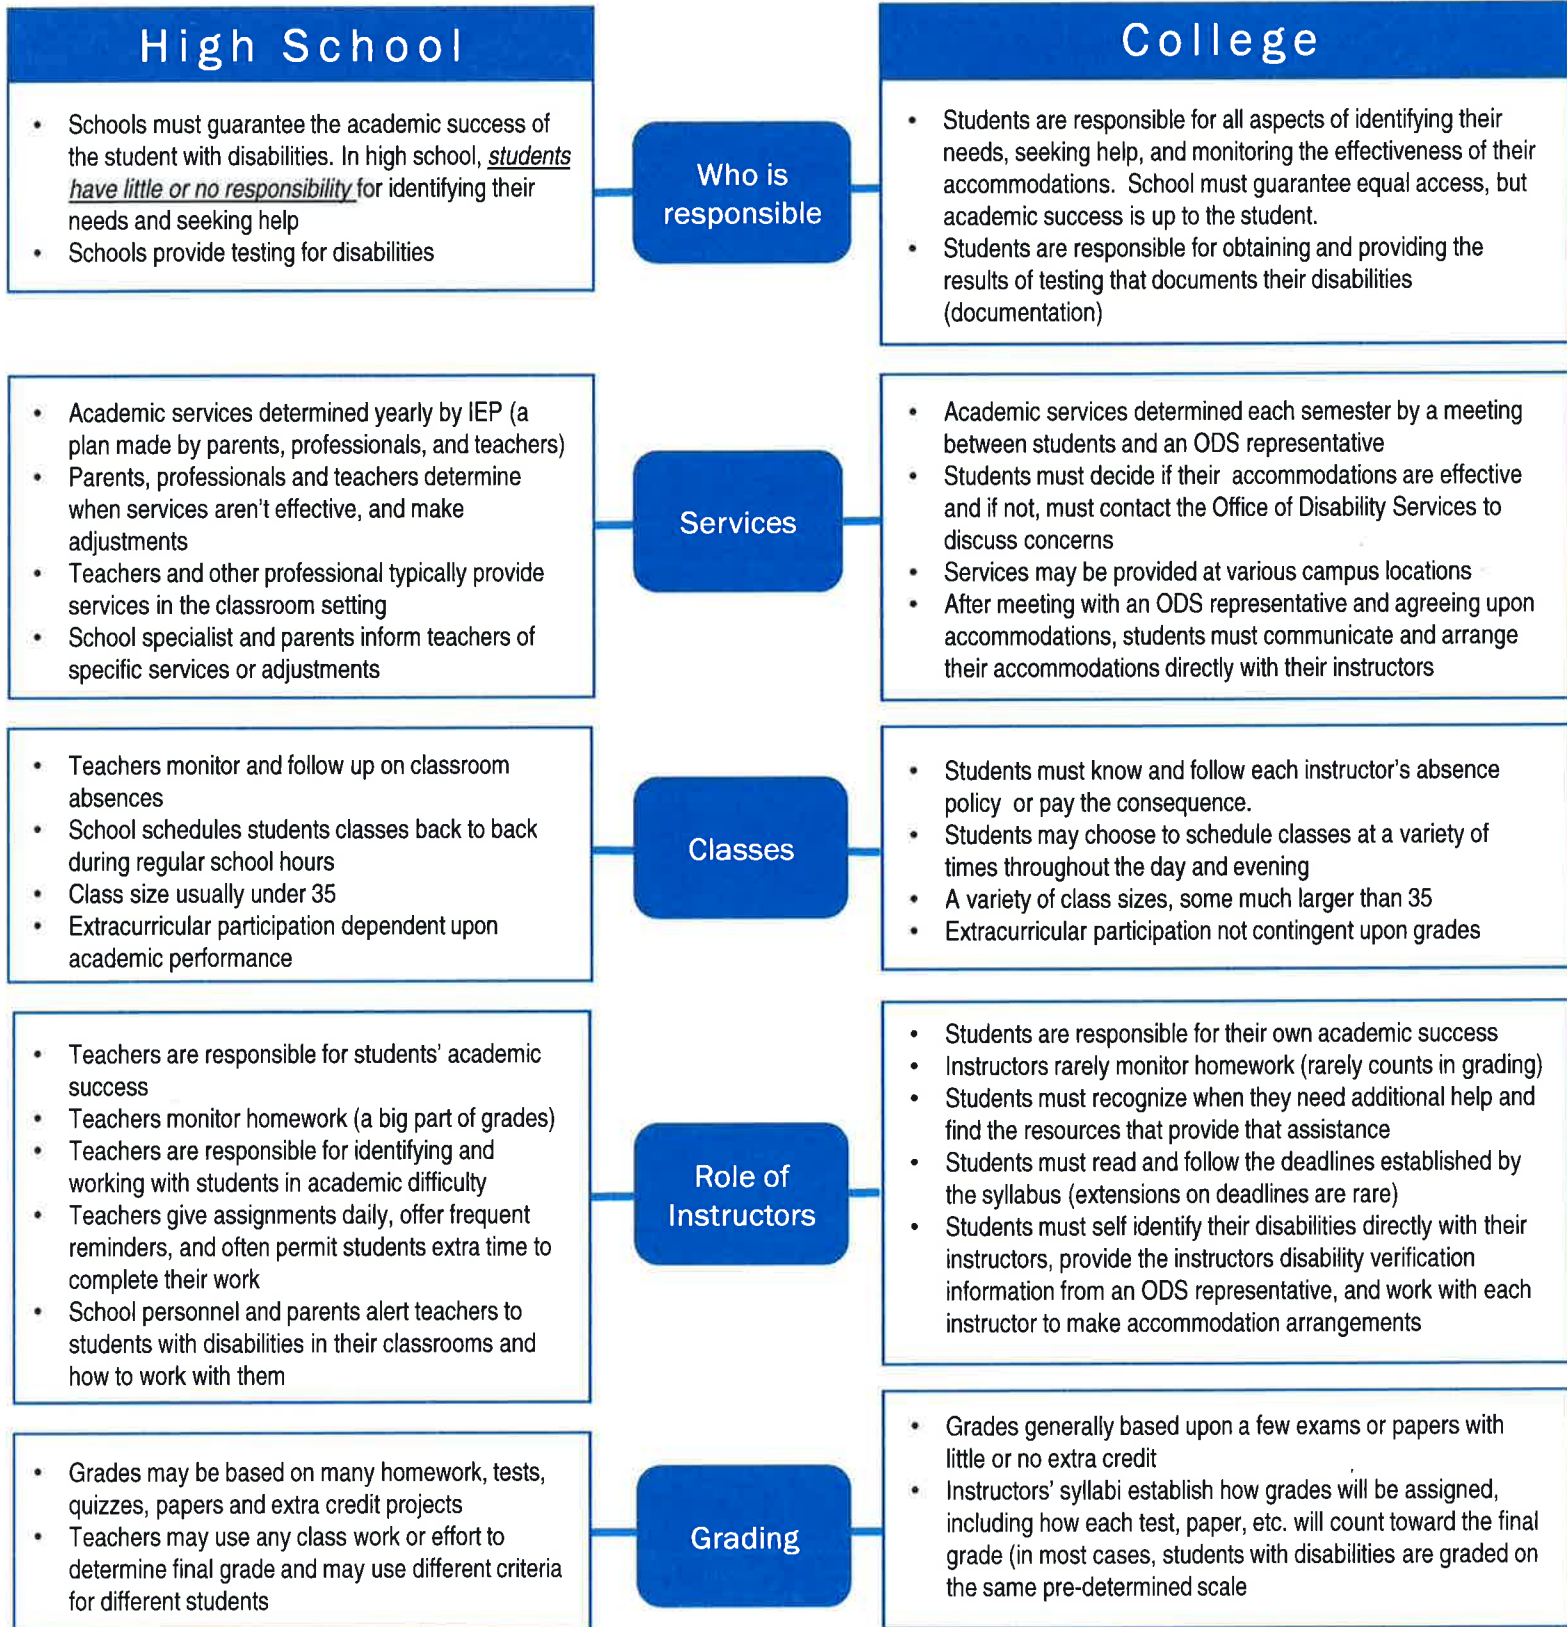 High School
College
• Schools must guarantee the academic success of
the student with disabilities. In high school, students
have little or no responsibility for identifying their
needs and seeking help
• Schools provide testing for disabilities
Who is
responsible
• Students are responsible for all aspects of identifying their
needs, seeking help, and monitoring the effectiveness of their
accommodations. School must guarantee equal access, but
academic success is up to the student.
• Students are responsible for obtaining and providing the
results of testing that documents their disabilities
(documentation)
• Academic services determined yearly by IEP (a
plan made by parents, professionals, and teachers)
• Parents, professionals and teachers determine
when services aren't effective, and make
adjustments
• Teachers and other professional typically provide
services in the classroom setting
• School specialist and parents inform teachers of
specific services or adjustments
Services
• Academic services determined each semester by a meeting
between students and an ODS representative
• Students must decide if their accommodations are effective
and if not, must contact the Office of Disability Services to
discuss concerns
• Services may be provided at various campus locations
• After meeting with an ODS representative and agreeing upon
accommodations, students must communicate and arrange
their accommodations directly with their instructors
• Teachers monitor and follow up on classroom
absences
• School schedules students classes back to back
during regular school hours
• Class size usually under 35
• Extracurricular participation dependent upon
academic performance
Classes
• Students must know and follow each instructor's absence
policy or pay the consequence.
• Students may choose to schedule classes at a variety of
times throughout the day and evening
• A variety of class sizes, some much larger than 35
• Extracurricular participation not contingent upon grades
• Teachers are responsible for students' academic
success
• Teachers monitor homework (a big part of grades)
• Teachers are responsible for identifying and
working with students in academic difficulty
• Teachers give assignments daily, offer frequent
reminders, and often permit students extra time to
complete their work
• School personnel and parents alert teachers to
students with disabilities in their classrooms and
how to work with them
Role of
Instructors
• Students are responsible for their own academic success
• Instructors rarely monitor homework (rarely counts in grading)
• Students must recognize when they need additional help and
find the resources that provide that assistance
• Students must read and follow the deadlines established by
the syllabus (extensions on deadlines are rare)
• Students must self identify their disabilities directly with their
instructors, provide the instructors disability verification
information from an ODS representative, and work with each
instructor to make accommodation arrangements
• Grades may be based on many homework, tests,
quizzes, papers and extra credit projects
• Teachers may use any class work or effort to
determine final grade and may use different criteria
for different students
Grading
• Grades generally based upon a few exams or papers with
little or no extra credit
• Instructors' syllabi establish how grades will be assigned,
including how each test, paper, etc. will count toward the final
grade (in most cases, students with disabilities are graded on
the same pre-determined scale